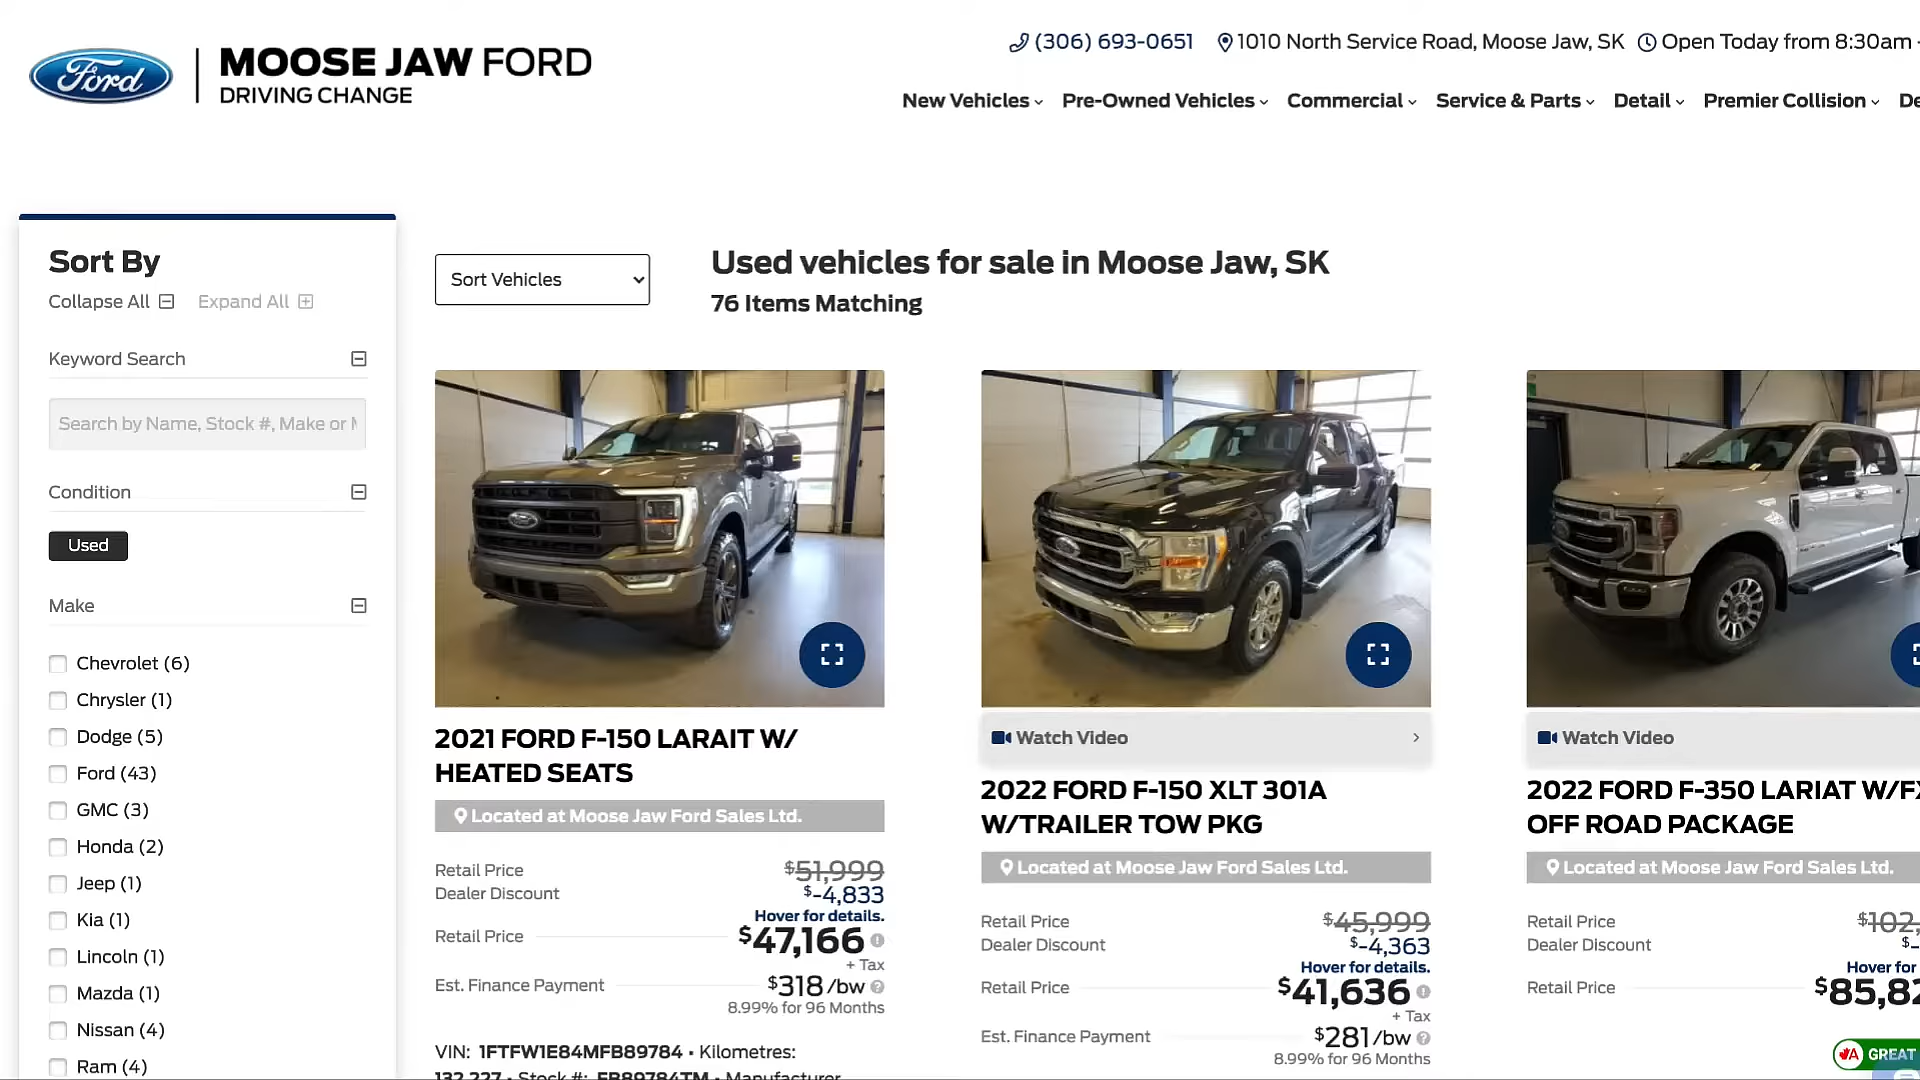 Ford
MOOSE JAW FORD
DRIVING CHANGE
(306) 693-0651 1010 North Service Road, Moose Jaw, SK Open Today from 8:30am
New Vehicles Pre-Owned Vehicles Commercial Service & Parts Detail Premier Collision
Sort By
Collapse All Expand All
Keyword Search
Search by Name, Stock #, Make or
Condition
Used
Make
Chevrolet (6)
Chrysler (1)
Dodge (5)
Ford (43)
GMC (3)
Honda (2)
Jeep (1)
Kia (1)
Lincoln (1)
Mazda (1)
Nissan (4)
Ram (4)
Sort Vehicles
Used vehicles for sale in Moose Jaw, SK
76 Items Matching
2021 FORD F-150 LARAIT W/
HEATED SEATS
Located at Moose Jaw Ford Sales Ltd.
Retail Price $51,999
Dealer Discount $-4,833
Hover for details.
Retail Price $47,166
+ Tax
Est. Finance Payment $318 /bw
8.99% for 96 Months
VIN: 1FTFW1E84MFB89784 • Kilometres:
132,227 • Stock #: FB89784TM • Manufacturer
Watch Video
2022 FORD F-150 XLT 301A
W/TRAILER TOW PKG
Located at Moose Jaw Ford Sales Ltd.
Retail Price $45,999
Dealer Discount $-4,363
Hover for details.
Retail Price $41,636
+ Tax
Est. Finance Payment $281 /bw
8.99% for 96 Months
Watch Video
2022 FORD F-350 LARIAT W/FX
OFF ROAD PACKAGE
Located at Moose Jaw Ford Sales Ltd.
Retail Price $102,
Dealer Discount $-
Hover for
Retail Price $85,82
GREAT